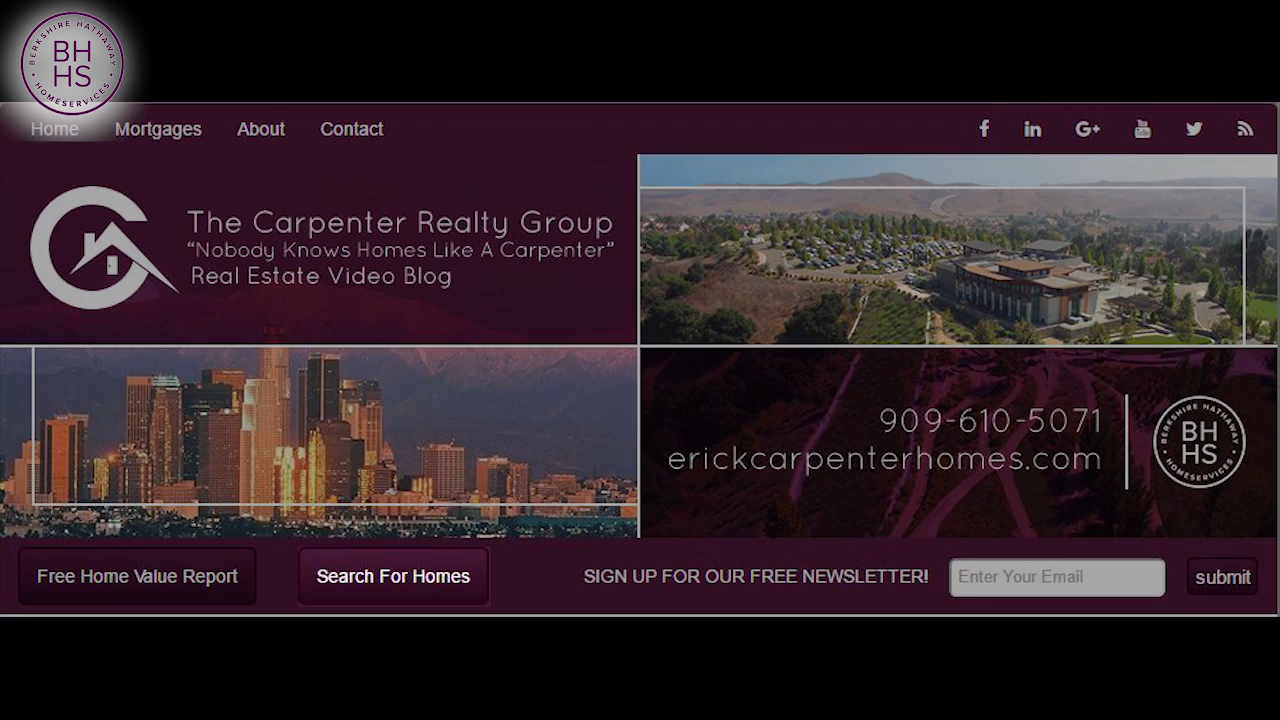 BERKSHIRE HATHAWAY
BH
HS
HOMESERVICES
Home Mortgages About Contact
The Carpenter Realty Group
“Nobody Knows Homes Like A Carpenter”
Real Estate Video Blog
909-610-5071
erickcarpenterhomes.com
BERKSHIRE HATHAWAY
BH
HS
HOMESERVICES
Free Home Value Report
Search For Homes
SIGN UP FOR OUR FREE NEWSLETTER!
Enter Your Email
submit